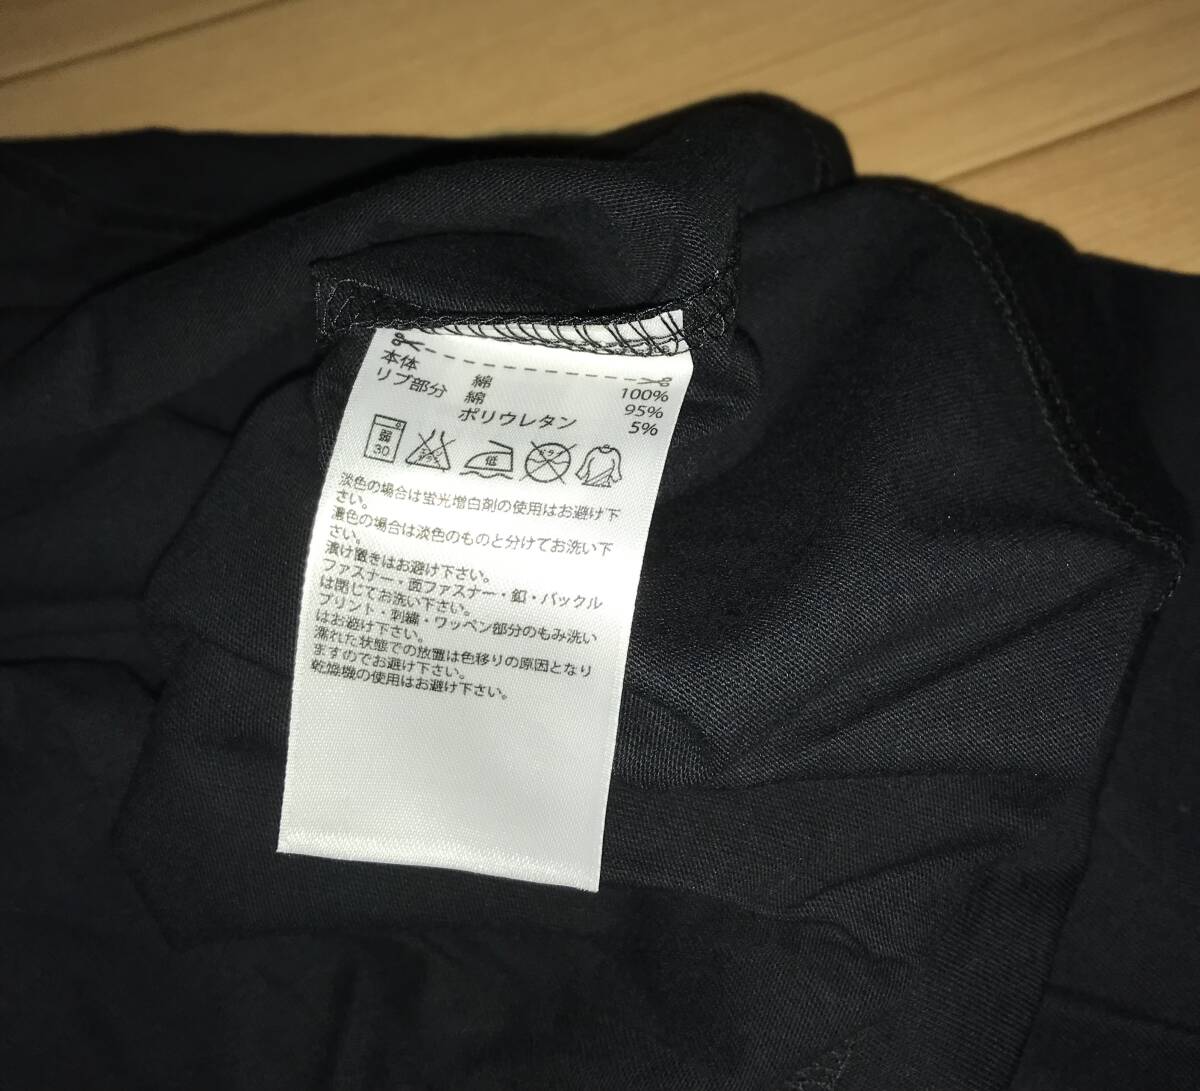 本体 綿 100%
リブ部分 綿 95%
ポリウレタン 5%
弱 30 低 ドライ
淡色の場合は蛍光増白剤の使用はお避け下
さい。
濃色の場合は淡色のものと分けてお洗い下
さい。
漬け置きはお避け下さい。
ファスナー・面ファスナー・釦・バックル
は閉じてお洗い下さい。
プリント・刺繍・ワッペン部分のもみ洗い
はお避け下さい。
濡れた状態での放置は色移りの原因となり
ますのでお避け下さい。
乾燥機の使用はお避け下さい。